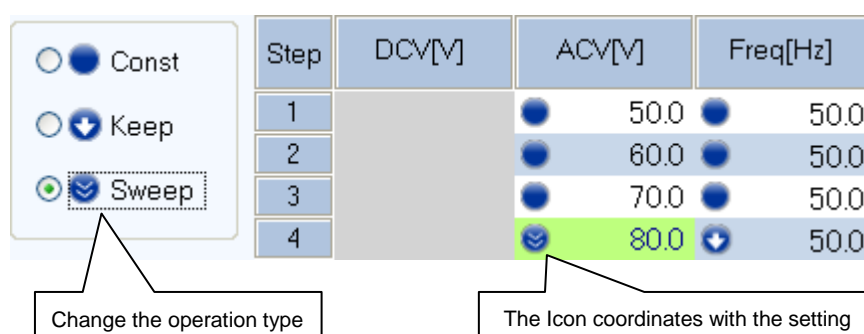 Const
Keep
Sweep
Step DCV[V] ACV[V] Freq[Hz]
1 50.0 50.0
2 60.0 50.0
3 70.0 50.0
4 80.0 50.0
Change the operation type
The Icon coordinates with the setting